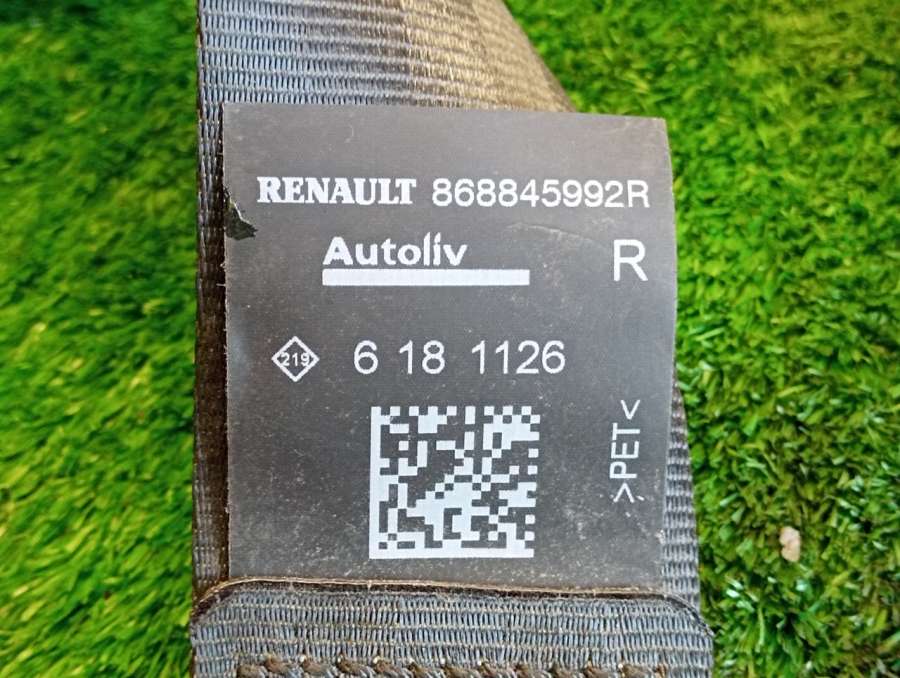 RENAULT 868845992R
Autoliv R
219 6 18 1126
>PET<